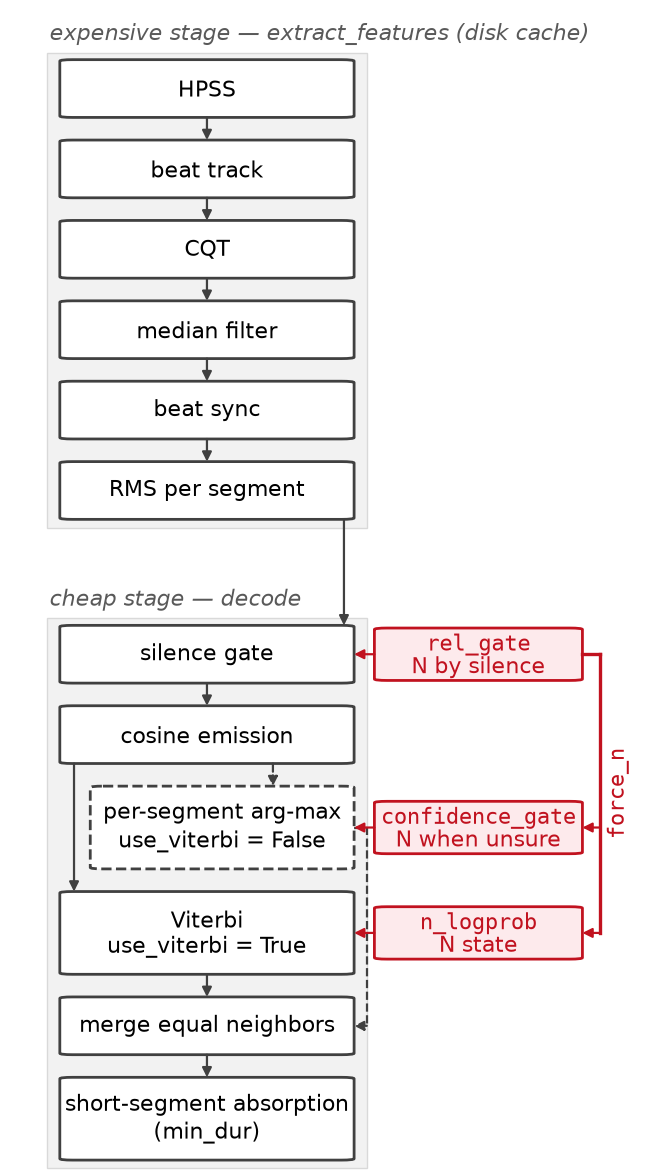 expensive stage — extract_features (disk cache)
HPSS
beat track
CQT
median filter
beat sync
RMS per segment
cheap stage — decode
silence gate
rel_gate
N by silence
cosine emission
per-segment arg-max
use_viterbi = False
confidence_gate
N when unsure
force_n
Viterbi
use_viterbi = True
n_logprob
N state
merge equal neighbors
short-segment absorption
(min_dur)